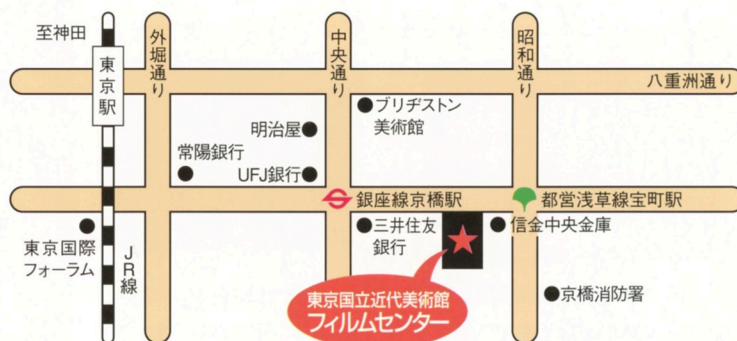 至神田
東京駅
外堀通り
中央通り
昭和通り
八重洲通り
ブリヂストン
美術館
明治屋
常陽銀行
UFJ銀行
銀座線京橋駅
都営浅草線宝町駅
三井住友
銀行
信金中央金庫
東京国際
フォーラム
JR線
京橋消防署
東京国立近代美術館
フィルムセンター